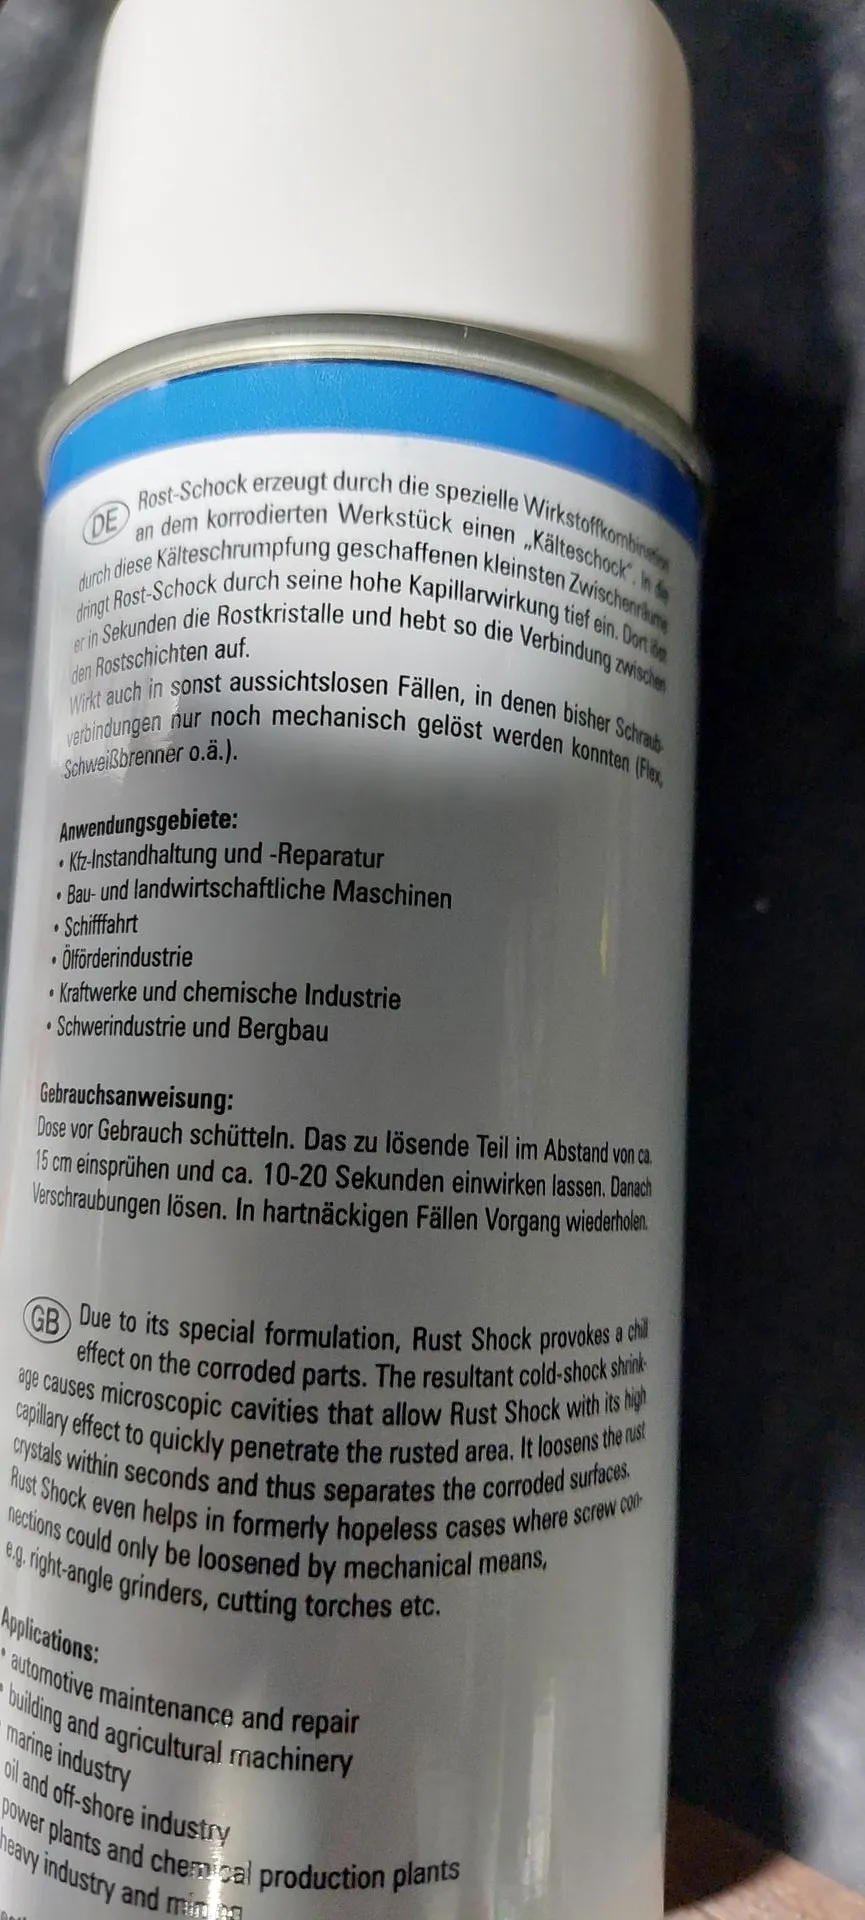 DE Rost-Schock erzeugt durch die spezielle Wirkstoffkombination
an dem korrodierten Werkstück einen „Kälteschock". In die
durch diese Kälteschrumpfung geschaffenen kleinsten Zwischenräume
dringt Rost-Schock durch seine hohe Kapillarwirkung tief ein. Dort löst
er in Sekunden die Rostkristalle und hebt so die Verbindung zwischen
den Rostschichten auf.
Wirkt auch in sonst aussichtslosen Fällen, in denen bisher Schraub-
verbindungen nur noch mechanisch gelöst werden konnten (Flex,
Schweißbrenner o.ä.).
Anwendungsgebiete:
• Kfz-Instandhaltung und -Reparatur
• Bau- und landwirtschaftliche Maschinen
• Schifffahrt
• Ölförderindustrie
• Kraftwerke und chemische Industrie
• Schwerindustrie und Bergbau
Gebrauchsanweisung:
Dose vor Gebrauch schütteln. Das zu lösende Teil im Abstand von ca.
15 cm einsprühen und ca. 10-20 Sekunden einwirken lassen. Danach
Verschraubungen lösen. In hartnäckigen Fällen Vorgang wiederholen.
GB Due to its special formulation, Rust Shock provokes a chill
effect on the corroded parts. The resultant cold-shock shrink-
age causes microscopic cavities that allow Rust Shock with its high
capillary effect to quickly penetrate the rusted area. It loosens the rust
crystals within seconds and thus separates the corroded surfaces.
Rust Shock even helps in formerly hopeless cases where screw con-
nections could only be loosened by mechanical means,
e.g. right-angle grinders, cutting torches etc.
Applications:
• automotive maintenance and repair
• building and agricultural machinery
marine industry
oil and off-shore industry
power plants and chemical production plants
heavy industry and mining